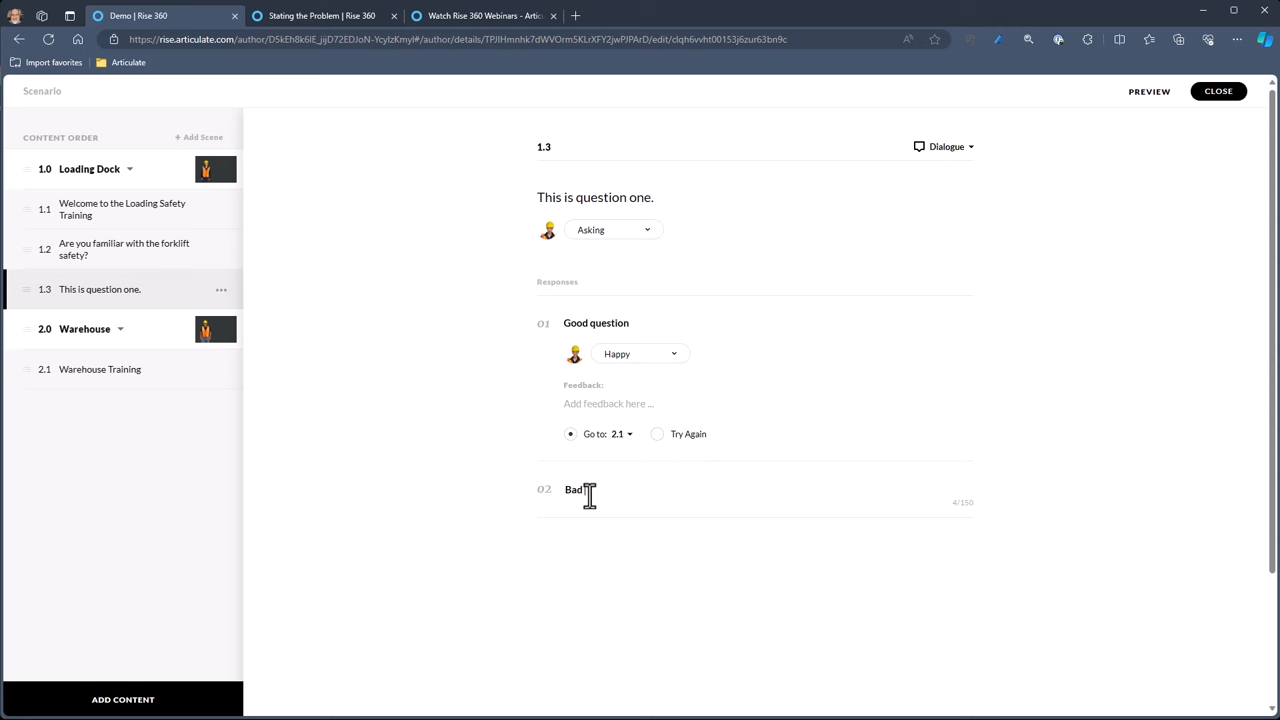 Demo | Rise 360
Stating the Problem | Rise 360
Watch Rise 360 Webinars - Artic
https://rise.articulate.com/author/D5kEh8k6IE_jijD72EDJoN-YcyIzKmyI#/author/details/TPJIHmnhk7dWVOrm5KLrXFY2jwPJPArD/edit/clqh6vvht00153j6zur63bn9c
Import favorites
Articulate
Scenario
PREVIEW
CLOSE
CONTENT ORDER
+ Add Scene
1.0 Loading Dock
1.1 Welcome to the Loading Safety
Training
1.2 Are you familiar with the forklift
safety?
1.3 This is question one.
2.0 Warehouse
2.1 Warehouse Training
ADD CONTENT
1.3
Dialogue
This is question one.
Asking
Responses
01 Good question
Happy
Feedback:
Add feedback here ...
Go to: 2.1
Try Again
02 Bad
4/150